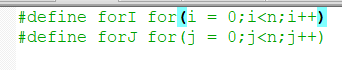 #define forI for(i = 0;i<n;i++)
#define forJ for(j = 0;j<n;j++)